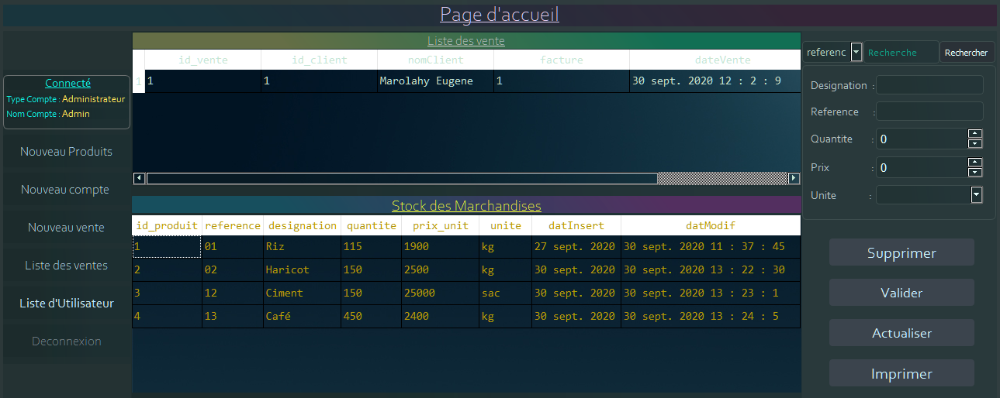 Page d'accueil
Connecté
Type Compte : Administrateur
Nom Compte : Admin
Nouveau Produits
Nouveau compte
Nouveau vente
Liste des ventes
Liste d'Utilisateur
Deconnexion
Liste des vente
id_vente id_client nomClient facture dateVente
1 1 1 Marolahy Eugene 1 30 sept. 2020 12 : 2 : 9
Stock des Marchandises
id_produit reference designation quantite prix_unit unite datInsert datModif
1 01 Riz 115 1900 kg 27 sept. 2020 30 sept. 2020 11 : 37 : 45
2 02 Haricot 150 2500 kg 30 sept. 2020 30 sept. 2020 13 : 22 : 30
3 12 Ciment 150 25000 sac 30 sept. 2020 30 sept. 2020 13 : 23 : 1
4 13 Café 450 2400 kg 30 sept. 2020 30 sept. 2020 13 : 24 : 5
referenc Recherche Rechercher
Designation :
Reference :
Quantite : 0
Prix : 0
Unite :
Supprimer
Valider
Actualiser
Imprimer